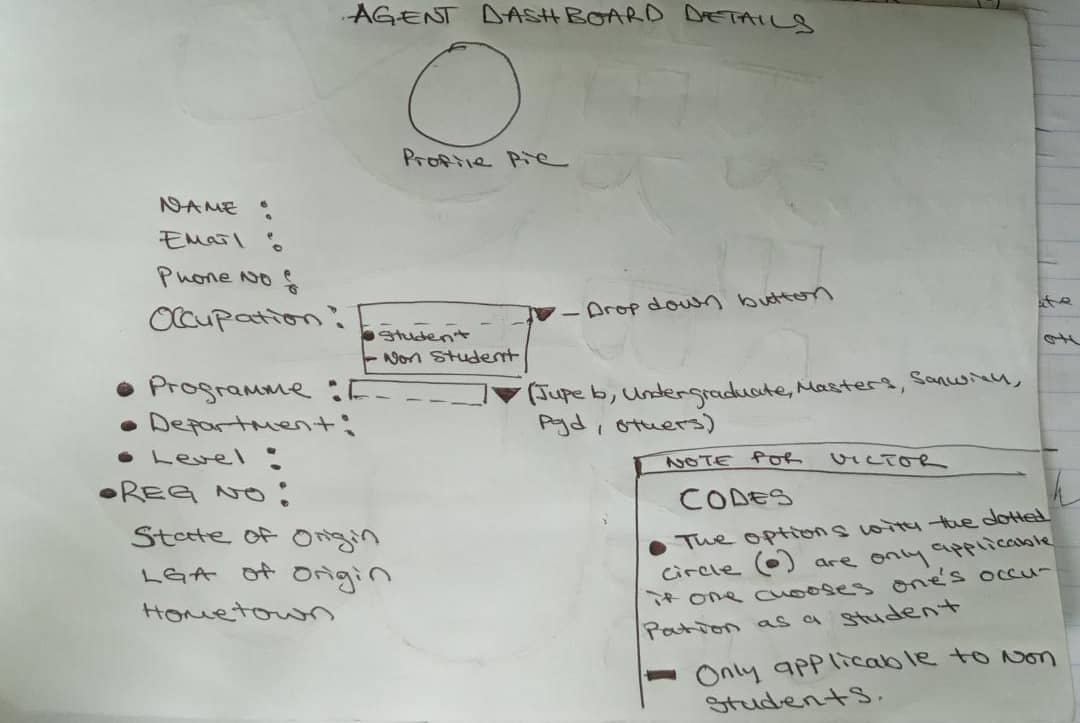 AGENT DASHBOARD DETAILS
Profile Pic
NAME :
Email :
Phone No :
Occupation : - Drop down button
• Student
- Non Student
• Programme : (Jupeb, Undergraduate, Masters, Sanwich,
Pgd, others)
• Department :
• Level :
• REG NO :
State of Origin
LGA of Origin
Hometown
NOTE FOR VICTOR
CODES
• The options with the dotted
circle (•) are only applicable
if one chooses one's occu-
pation as a student
- Only applicable to Non
Students.